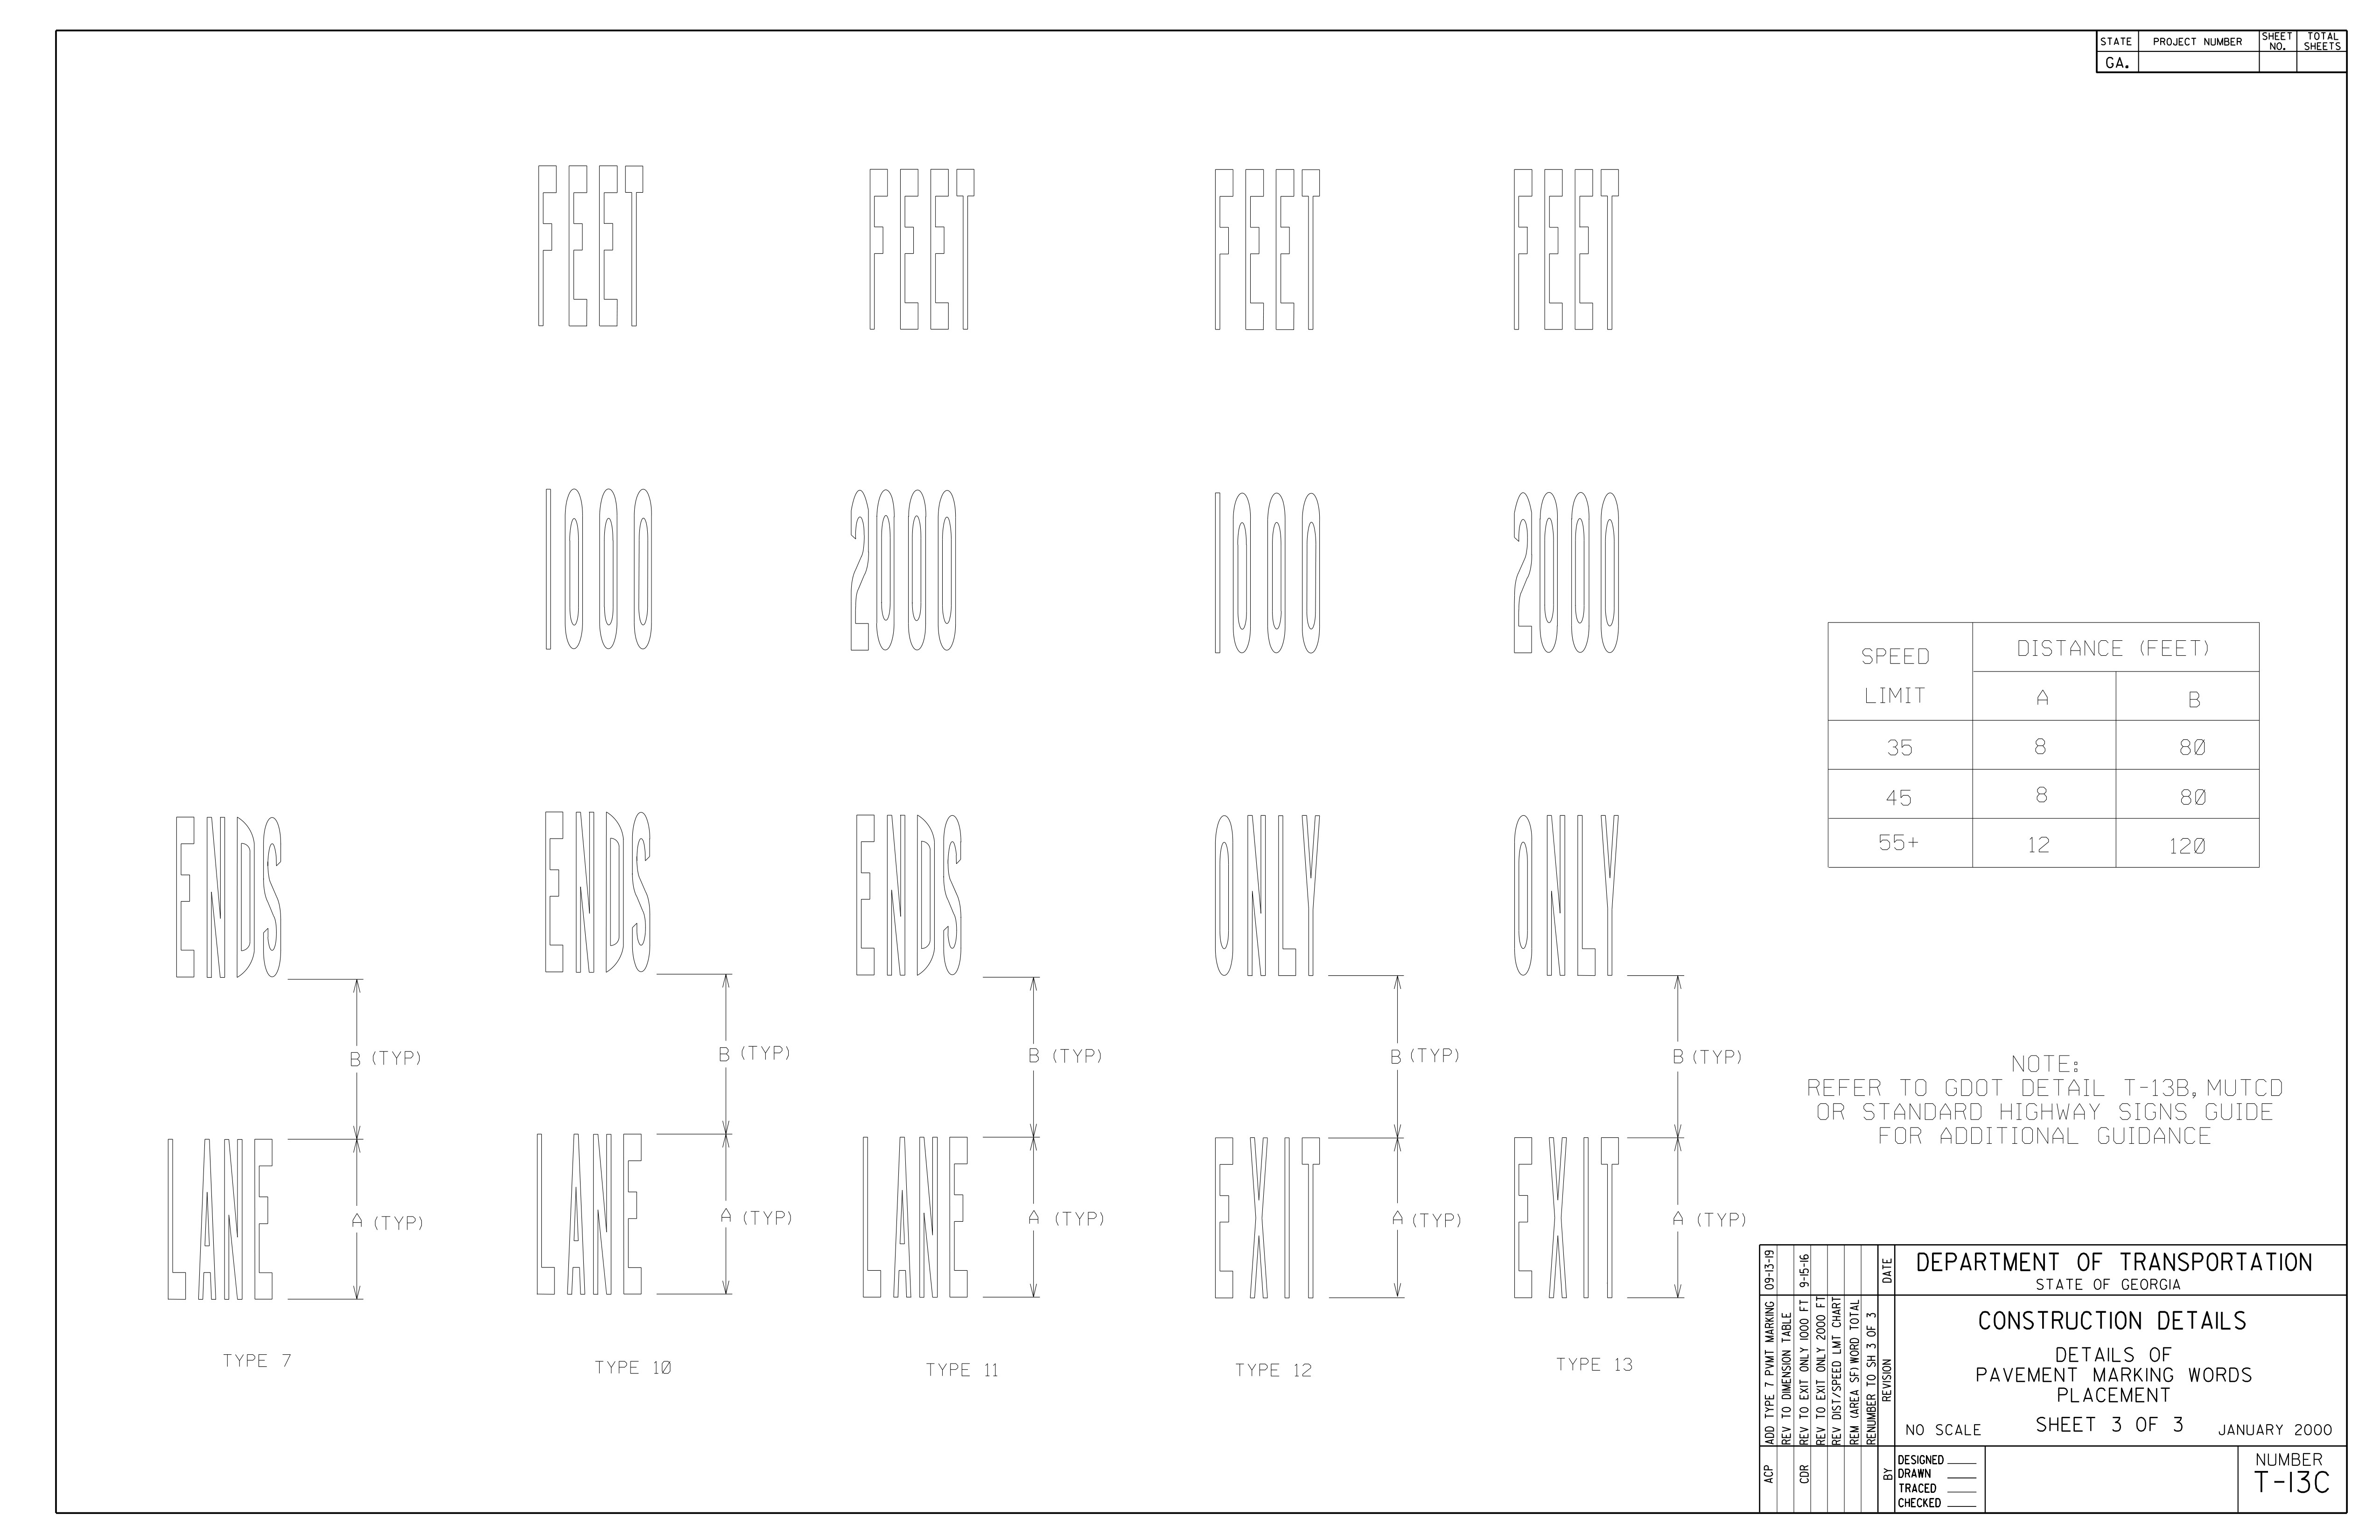 STATE PROJECT NUMBER SHEET NO. TOTAL SHEETS
GA.
FEET FEET FEET FEET
1000 2000 1000 2000
ENDS ENDS ENDS ONLY ONLY
B (TYP) B (TYP) B (TYP) B (TYP) B (TYP)
LANE LANE LANE EXIT EXIT
A (TYP) A (TYP) A (TYP) A (TYP) A (TYP)
TYPE 7 TYPE 10 TYPE 11 TYPE 12 TYPE 13
SPEED LIMIT DISTANCE (FEET)
A B
35 8 80
45 8 80
55+ 12 120
NOTE:
REFER TO GDOT DETAIL T-13B, MUTCD
OR STANDARD HIGHWAY SIGNS GUIDE
FOR ADDITIONAL GUIDANCE
ACP ADD TYPE 7 PVMT MARKING 09-13-19
REV TO DIMENSION TABLE
CDR REV TO EXIT ONLY 1000 FT 9-15-16
REV TO EXIT ONLY 2000 FT
REV DIST/SPEED LMT CHART
REM (AREA SF) WORD TOTAL
RENUMBER TO SH 3 OF 3
BY REVISION DATE
DEPARTMENT OF TRANSPORTATION
STATE OF GEORGIA
CONSTRUCTION DETAILS
DETAILS OF
PAVEMENT MARKING WORDS
PLACEMENT
NO SCALE SHEET 3 OF 3 JANUARY 2000
DESIGNED
DRAWN
TRACED
CHECKED
NUMBER
T-13C